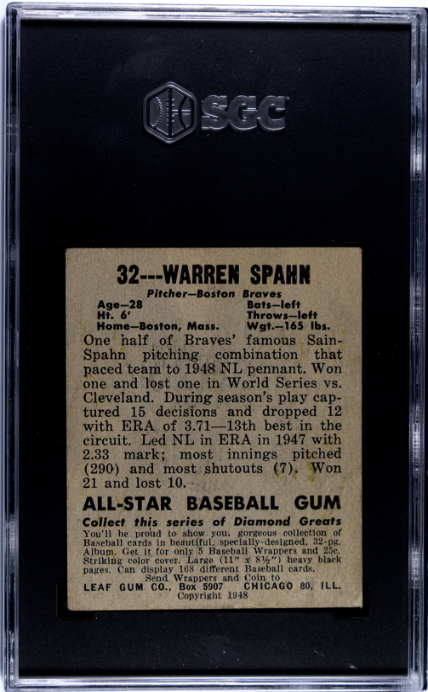 SGC
32---WARREN SPAHN
Pitcher—Boston Braves
Age—28 Bats—left
Ht. 6' Throws—left
Home—Boston, Mass. Wgt.—165 lbs.
One half of Braves' famous Sain-
Spahn pitching combination that
paced team to 1948 NL pennant. Won
one and lost one in World Series vs.
Cleveland. During season's play cap-
tured 15 decisions and dropped 12
with ERA of 3.71—13th best in the
circuit. Led NL in ERA in 1947 with
2.33 mark; most innings pitched
(290) and most shutouts (7). Won
21 and lost 10.
ALL-STAR BASEBALL GUM
Collect this series of Diamond Greats
You'll be proud to show you. gorgeous collection of
Baseball cards in beautiful, specially-designed, 32-pg.
Album. Get it for only 5 Baseball Wrappers and 25c.
Striking color cover. Large (11" x 8½") heavy black
pages. Can display 168 different Baseball cards.
Send Wrappers and Coin to
LEAF GUM CO., Box 5907 CHICAGO 80, ILL.
Copyright 1948